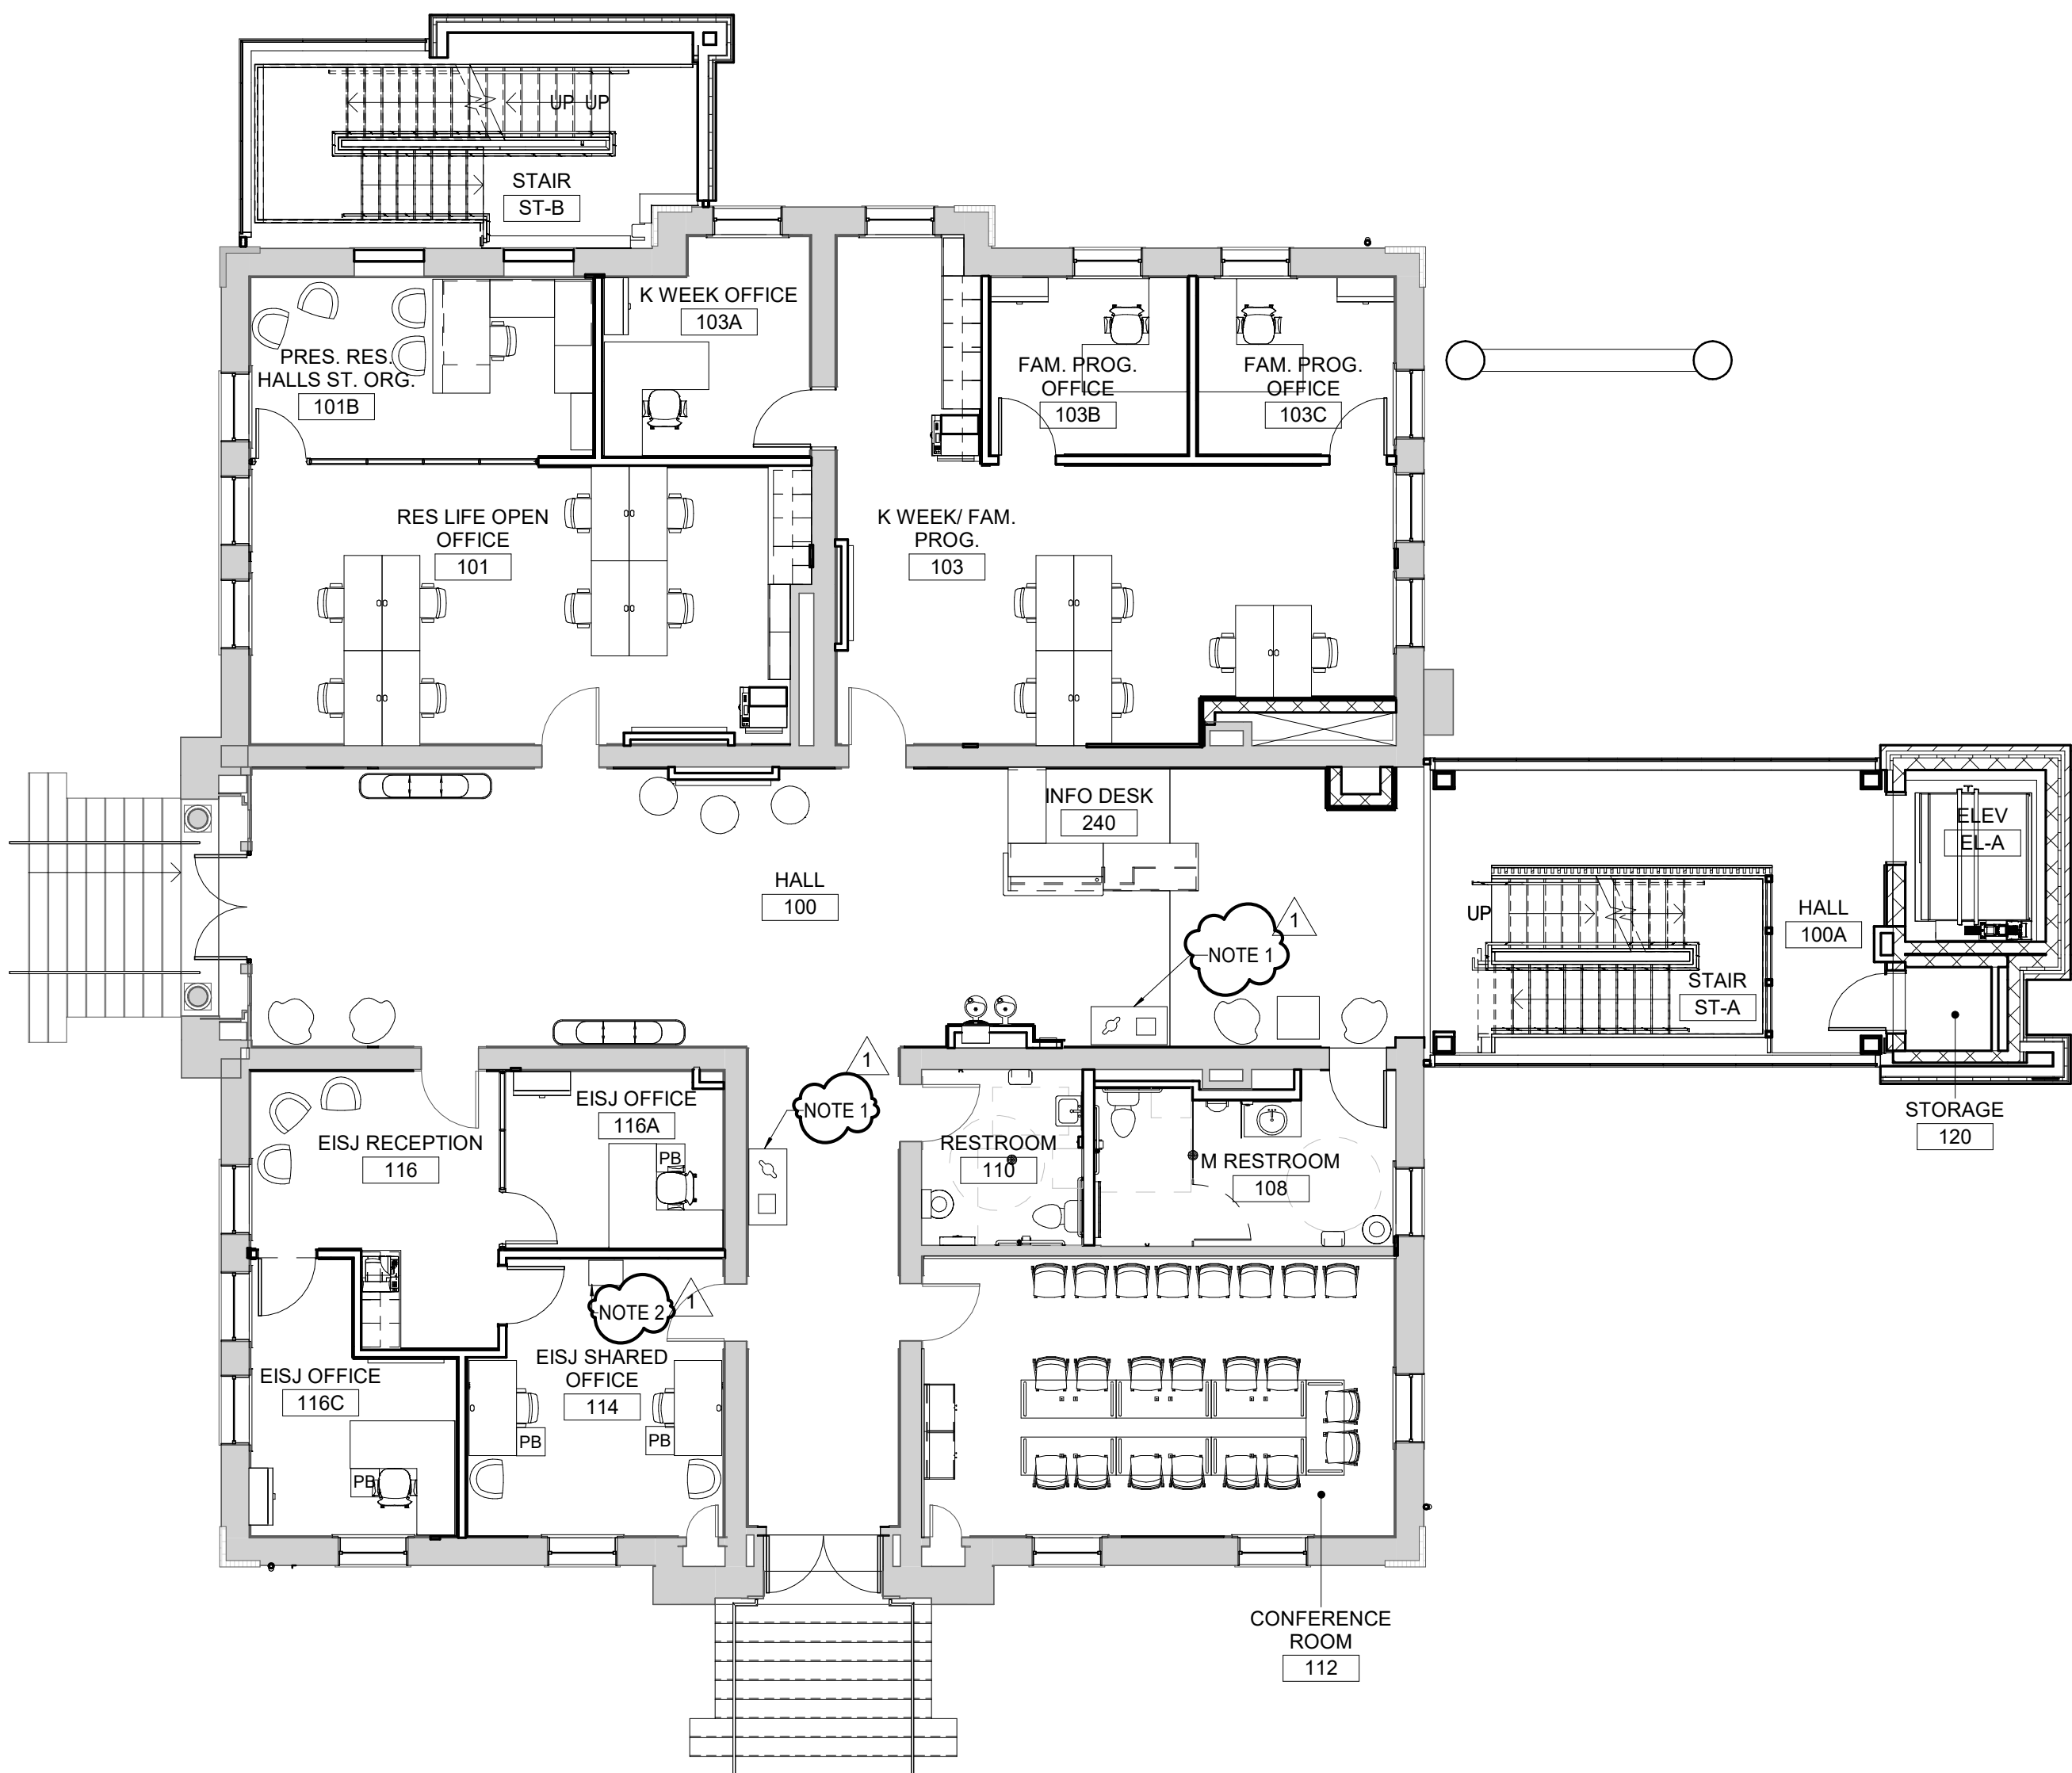 UP UP
STAIR
ST-B
K WEEK OFFICE
103A
PRES. RES.
HALLS ST. ORG.
101B
FAM. PROG.
OFFICE
103B
FAM. PROG.
OFFICE
103C
RES LIFE OPEN
OFFICE
101
K WEEK/ FAM.
PROG.
103
INFO DESK
240
ELEV
EL-A
HALL
100
UP
HALL
100A
1
NOTE 1
STAIR
ST-A
1
NOTE 1
STORAGE
120
EISJ OFFICE
116A
PB
EISJ RECEPTION
116
RESTROOM
110
M RESTROOM
108
1
NOTE 2
EISJ SHARED
OFFICE
114
EISJ OFFICE
116C
PB
PB
PB
CONFERENCE
ROOM
112